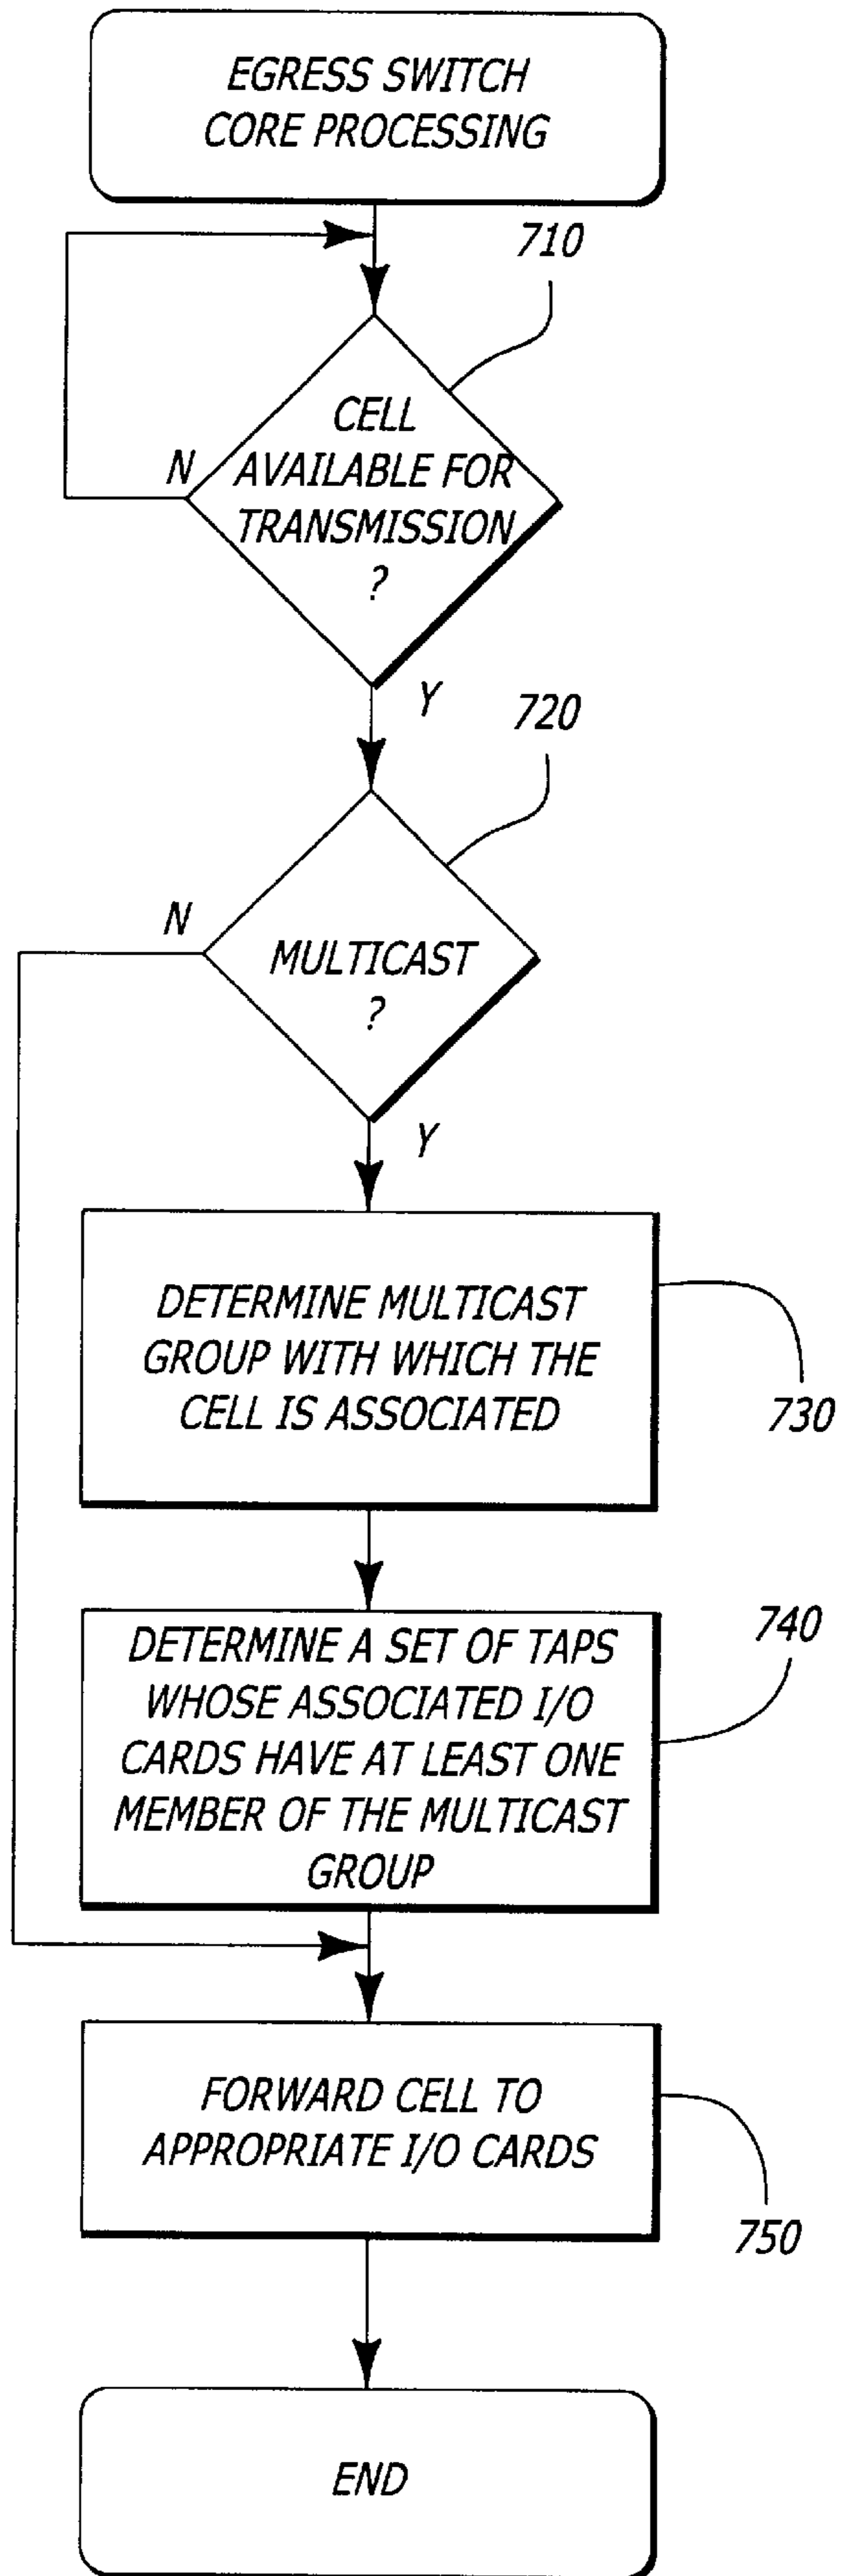 EGRESS SWITCH
CORE PROCESSING
710
CELL
AVAILABLE FOR
TRANSMISSION
?
N
Y
720
N
MULTICAST
?
Y
DETERMINE MULTICAST
GROUP WITH WHICH THE
CELL IS ASSOCIATED
730
740
DETERMINE A SET OF TAPS
WHOSE ASSOCIATED I/O
CARDS HAVE AT LEAST ONE
MEMBER OF THE MULTICAST
GROUP
FORWARD CELL TO
APPROPRIATE I/O CARDS
750
END